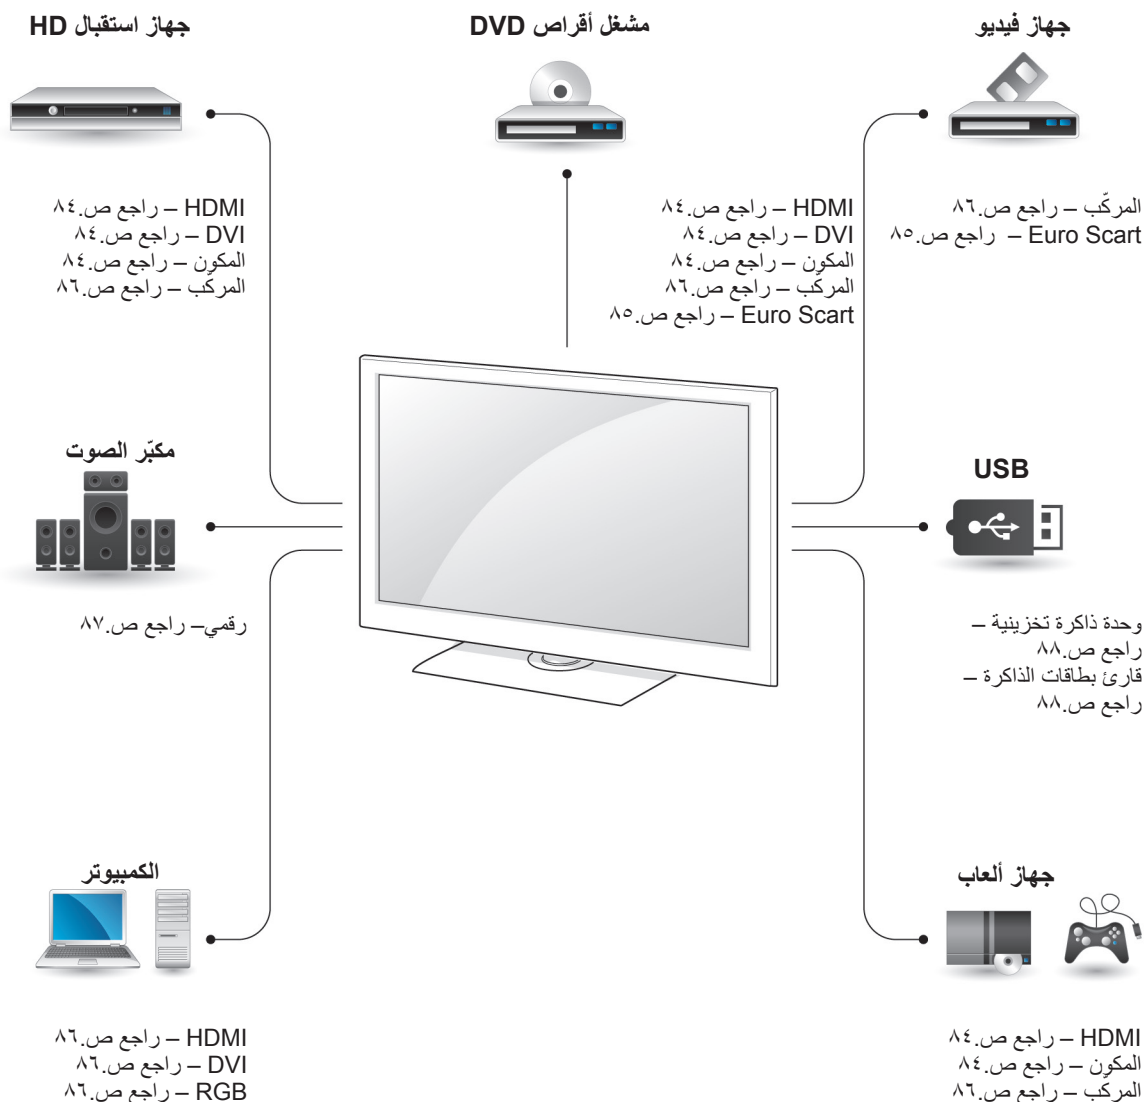 جهاز فيديو
المركّب – راجع ص.٨٦
Euro Scart – راجع ص.٨٥
مشغل أقراص DVD
HDMI – راجع ص.٨٤
DVI – راجع ص.٨٤
المكون – راجع ص.٨٤
المركّب – راجع ص.٨٦
Euro Scart – راجع ص.٨٥
جهاز استقبال HD
HDMI – راجع ص.٨٤
DVI – راجع ص.٨٤
المكون – راجع ص.٨٤
المركّب – راجع ص.٨٦
USB
وحدة ذاكرة تخزينية –
راجع ص.٨٨
قارئ بطاقات الذاكرة –
راجع ص.٨٨
مكبّر الصوت
رقمي– راجع ص.٨٧
جهاز ألعاب
HDMI – راجع ص.٨٤
المكون – راجع ص.٨٤
المركّب – راجع ص.٨٦
الكمبيوتر
HDMI – راجع ص.٨٦
DVI – راجع ص.٨٦
RGB – راجع ص.٨٦